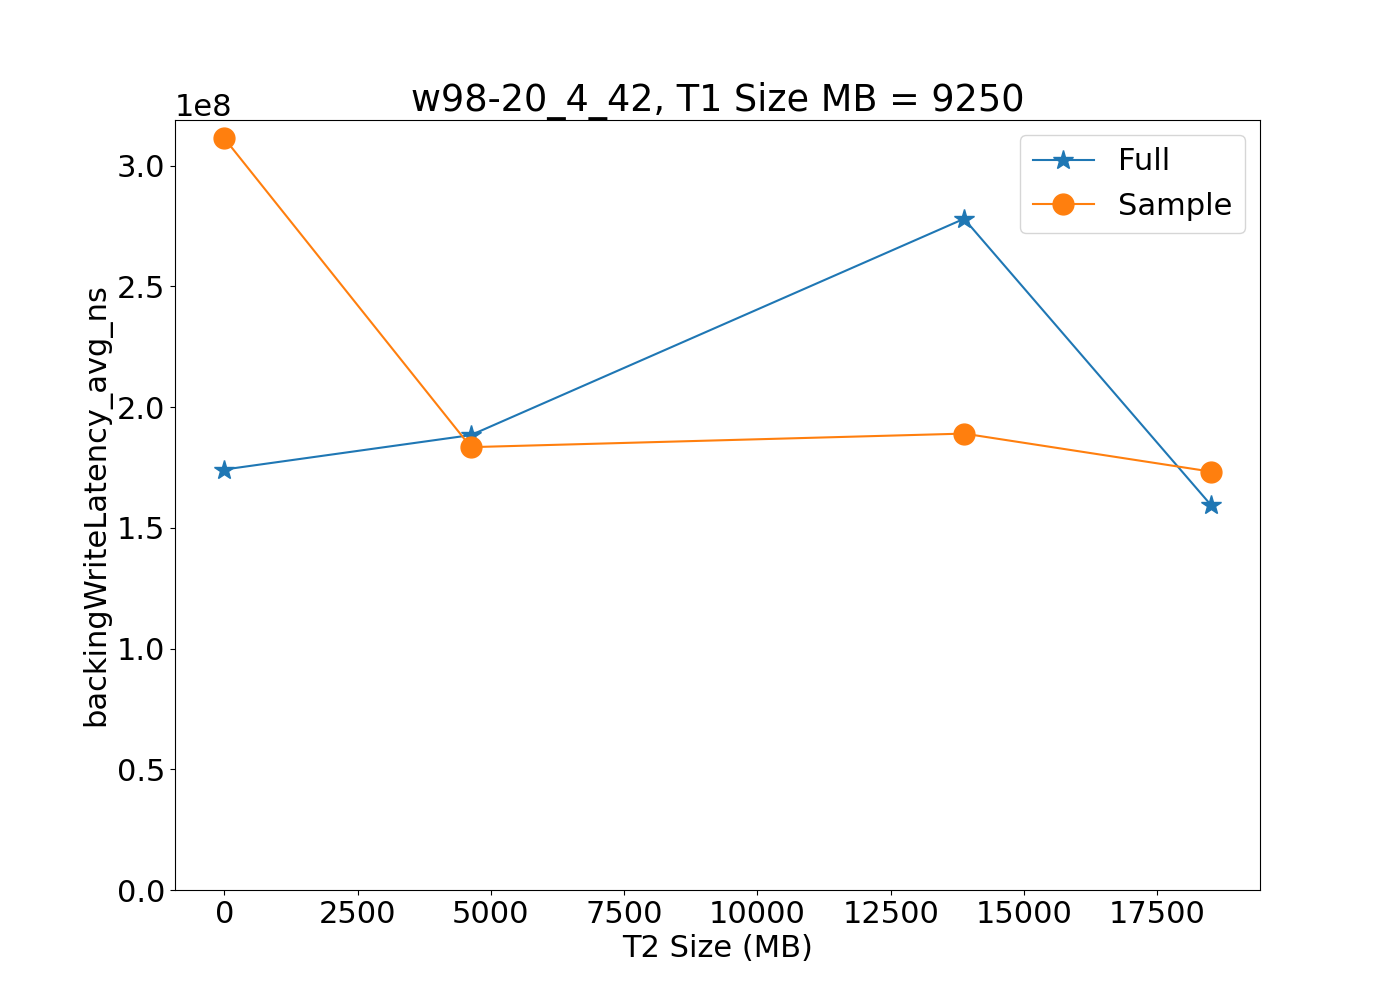 w98-20_4_42, T1 Size MB = 9250
1e8
Full
Sample
3.0
2.5
2.0
1.5
1.0
0.5
0.0
backingWriteLatency_avg_ns
0 2500 5000 7500 10000 12500 15000 17500
T2 Size (MB)